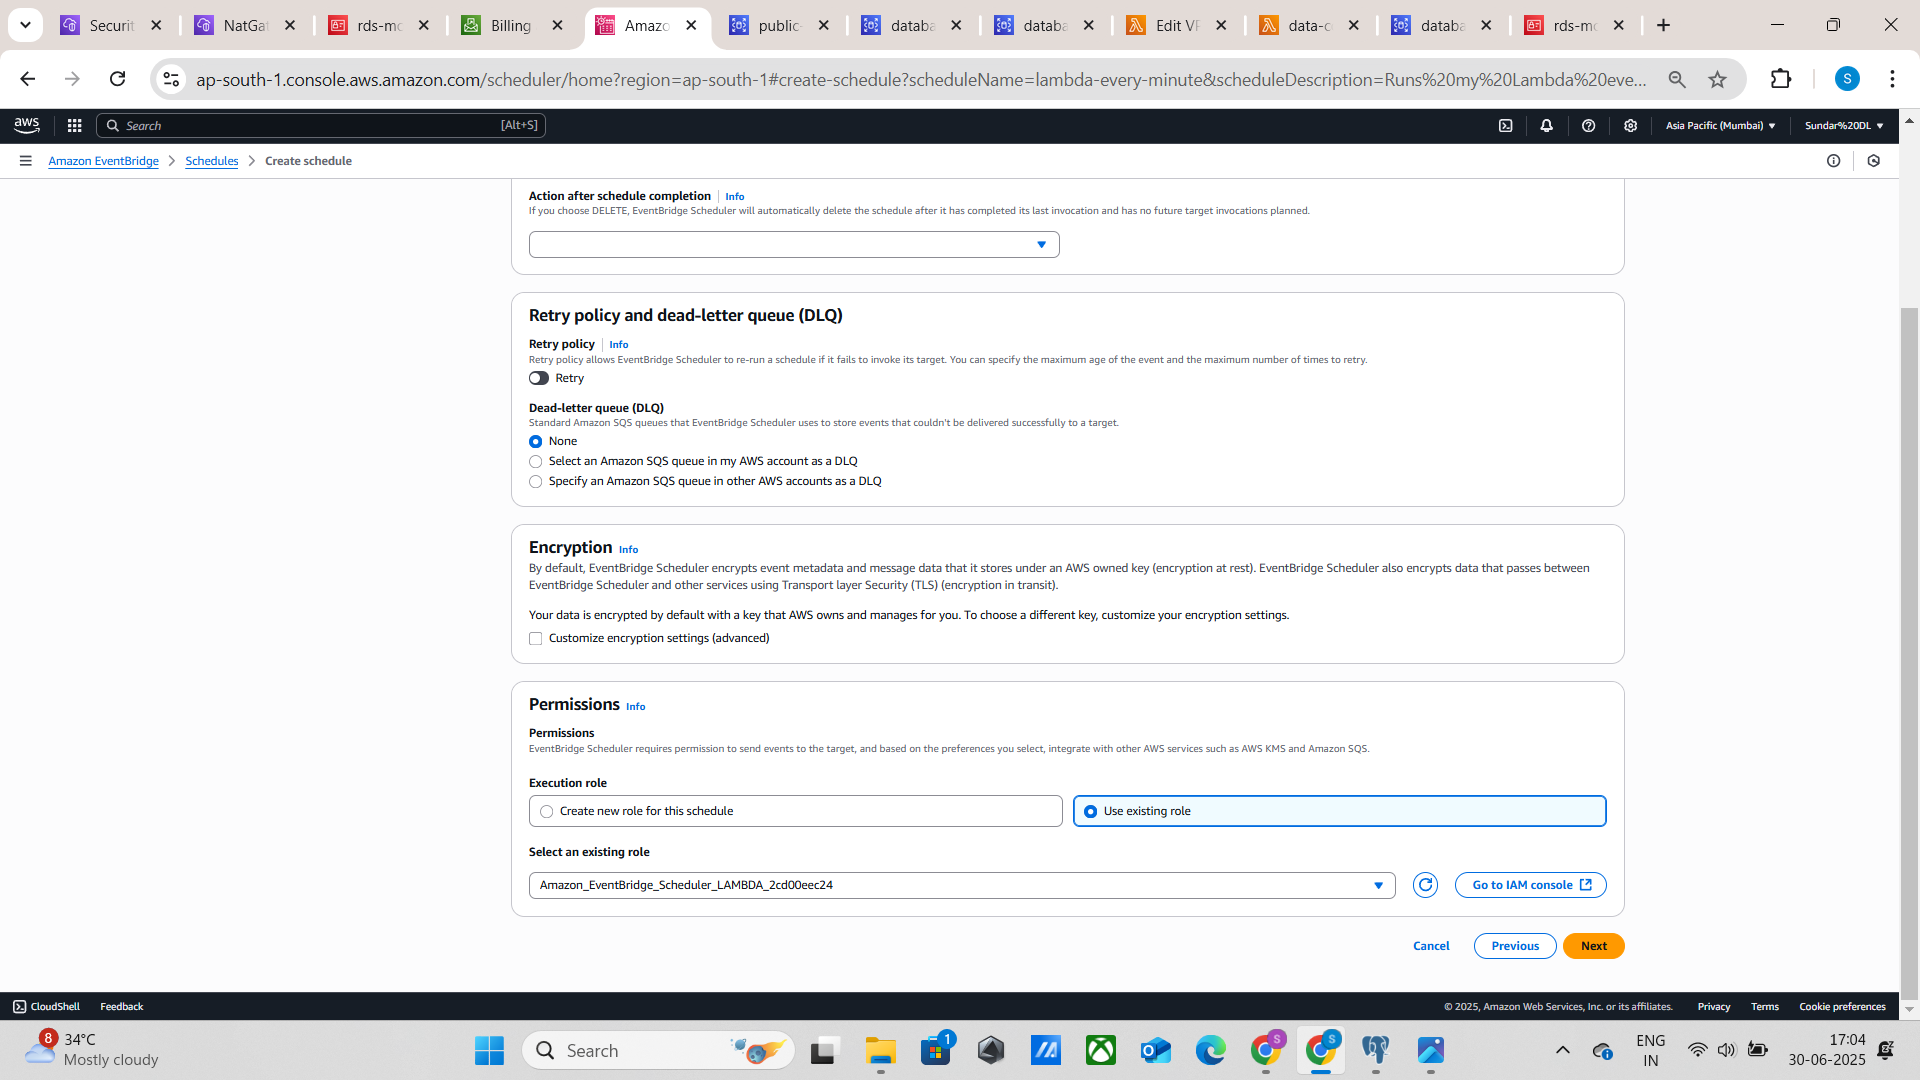 Securit
NatGat
rds-mo
Billing
Amazo
public-
databa
databa
Edit VP
data-c
databa
rds-mo
ap-south-1.console.aws.amazon.com/scheduler/home?region=ap-south-1#create-schedule?scheduleName=lambda-every-minute&scheduleDescription=Runs%20my%20Lambda%20eve...
S
aws
Search [Alt+S]
Asia Pacific (Mumbai)
Sundar%20DL
Amazon EventBridge
Schedules
Create schedule
Action after schedule completion Info
If you choose DELETE, EventBridge Scheduler will automatically delete the schedule after it has completed its last invocation and has no future target invocations planned.
Retry policy and dead-letter queue (DLQ)
Retry policy Info
Retry policy allows EventBridge Scheduler to re-run a schedule if it fails to invoke its target. You can specify the maximum age of the event and the maximum number of times to retry.
Retry
Dead-letter queue (DLQ)
Standard Amazon SQS queues that EventBridge Scheduler uses to store events that couldn't be delivered successfully to a target.
None
Select an Amazon SQS queue in my AWS account as a DLQ
Specify an Amazon SQS queue in other AWS accounts as a DLQ
Encryption Info
By default, EventBridge Scheduler encrypts event metadata and message data that it stores under an AWS owned key (encryption at rest). EventBridge Scheduler also encrypts data that passes between
EventBridge Scheduler and other services using Transport layer Security (TLS) (encryption in transit).
Your data is encrypted by default with a key that AWS owns and manages for you. To choose a different key, customize your encryption settings.
Customize encryption settings (advanced)
Permissions Info
Permissions
EventBridge Scheduler requires permission to send events to the target, and based on the preferences you select, integrate with other AWS services such as AWS KMS and Amazon SQS.
Execution role
Create new role for this schedule
Use existing role
Select an existing role
Amazon_EventBridge_Scheduler_LAMBDA_2cd00eec24
Go to IAM console
Cancel
Previous
Next
CloudShell
Feedback
© 2025, Amazon Web Services, Inc. or its affiliates.
Privacy
Terms
Cookie preferences
8
34°C
Mostly cloudy
Search
1
S
S
ENG
IN
17:04
30-06-2025